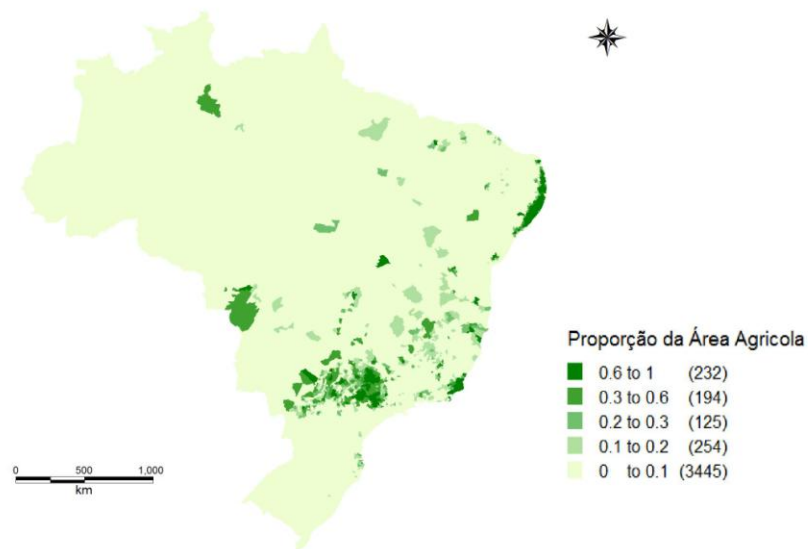 Proporção da Área Agricola
0.6 to 1 (232)
0.3 to 0.6 (194)
0.2 to 0.3 (125)
0.1 to 0.2 (254)
0 to 0.1 (3445)
0 500 1,000
km